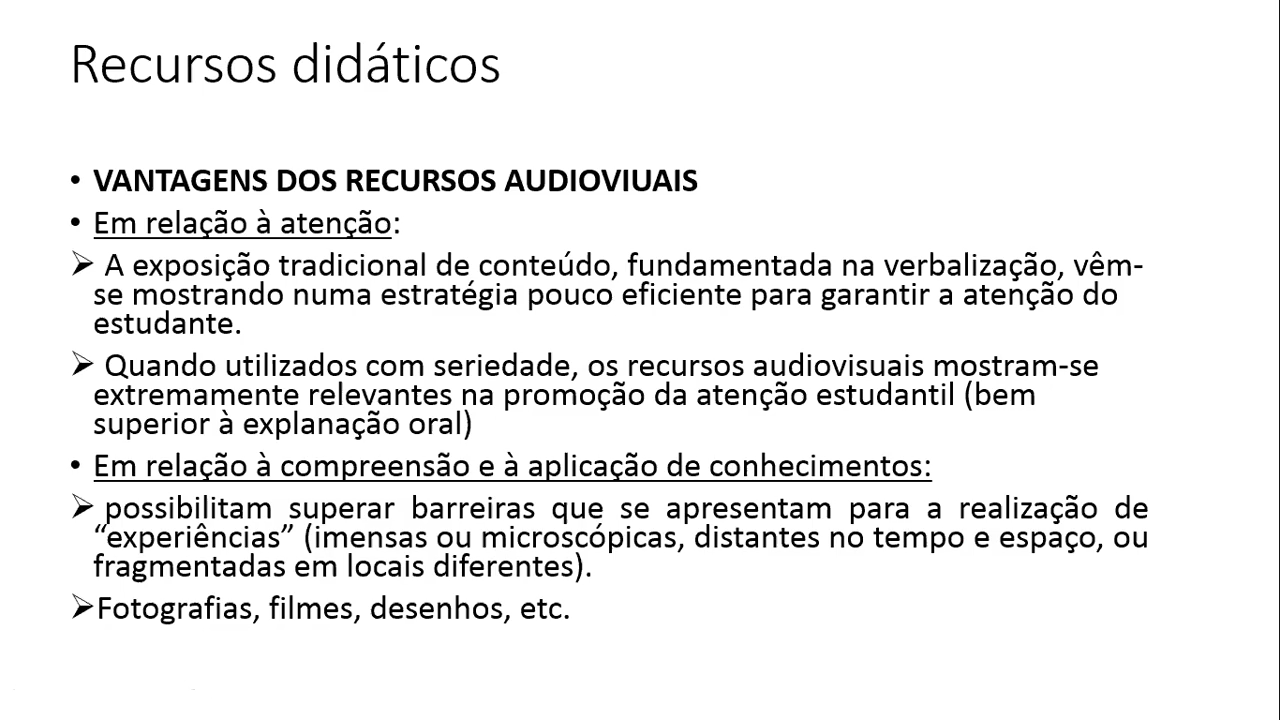 Recursos didáticos
• VANTAGENS DOS RECURSOS AUDIOVIUAIS
• Em relação à atenção:
➢ A exposição tradicional de conteúdo, fundamentada na verbalização, vêm-
se mostrando numa estratégia pouco eficiente para garantir a atenção do
estudante.
➢ Quando utilizados com seriedade, os recursos audiovisuais mostram-se
extremamente relevantes na promoção da atenção estudantil (bem
superior à explanação oral)
• Em relação à compreensão e à aplicação de conhecimentos:
➢ possibilitam superar barreiras que se apresentam para a realização de
“experiências” (imensas ou microscópicas, distantes no tempo e espaço, ou
fragmentadas em locais diferentes).
➢Fotografias, filmes, desenhos, etc.